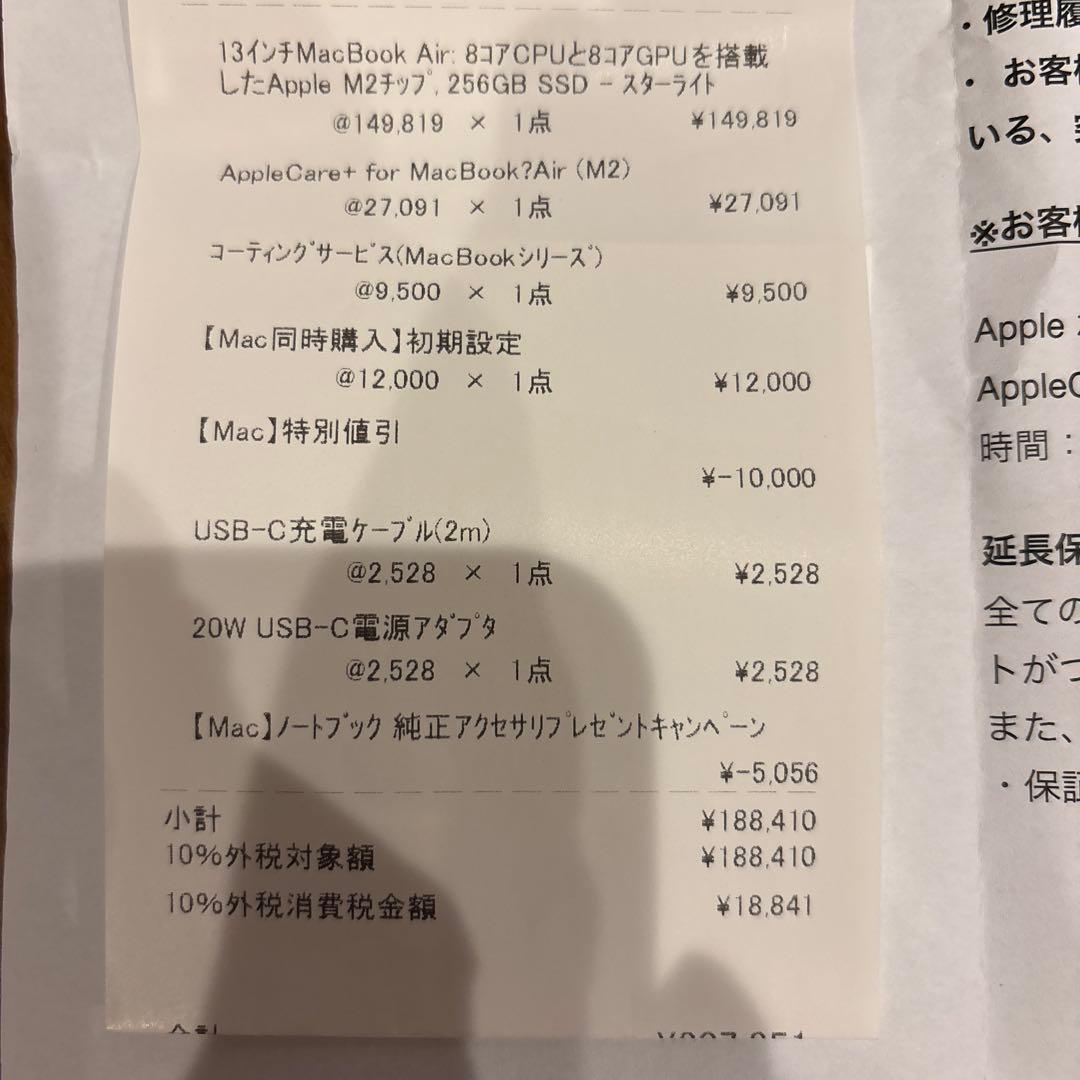 13インチMacBook Air: 8コアCPUと8コアGPUを搭載
したApple M2チップ, 256GB SSD - スターライト
@149,819 × 1点 ¥149,819
AppleCare+ for MacBook?Air (M2)
@27,091 × 1点 ¥27,091
コーティングサービス(MacBookシリーズ)
@9,500 × 1点 ¥9,500
【Mac同時購入】初期設定
@12,000 × 1点 ¥12,000
【Mac】特別値引
¥-10,000
USB-C充電ケーブル(2m)
@2,528 × 1点 ¥2,528
20W USB-C電源アダプタ
@2,528 × 1点 ¥2,528
【Mac】ノートブック 純正アクセサリプレゼントキャンペーン
¥-5,056
小計 ¥188,410
10%外税対象額 ¥188,410
10%外税消費税金額 ¥18,841
・修理履
・お客
いる、
※お客
Apple
Apple
時間：
延長保
全ての
トがつ
また、
・保証